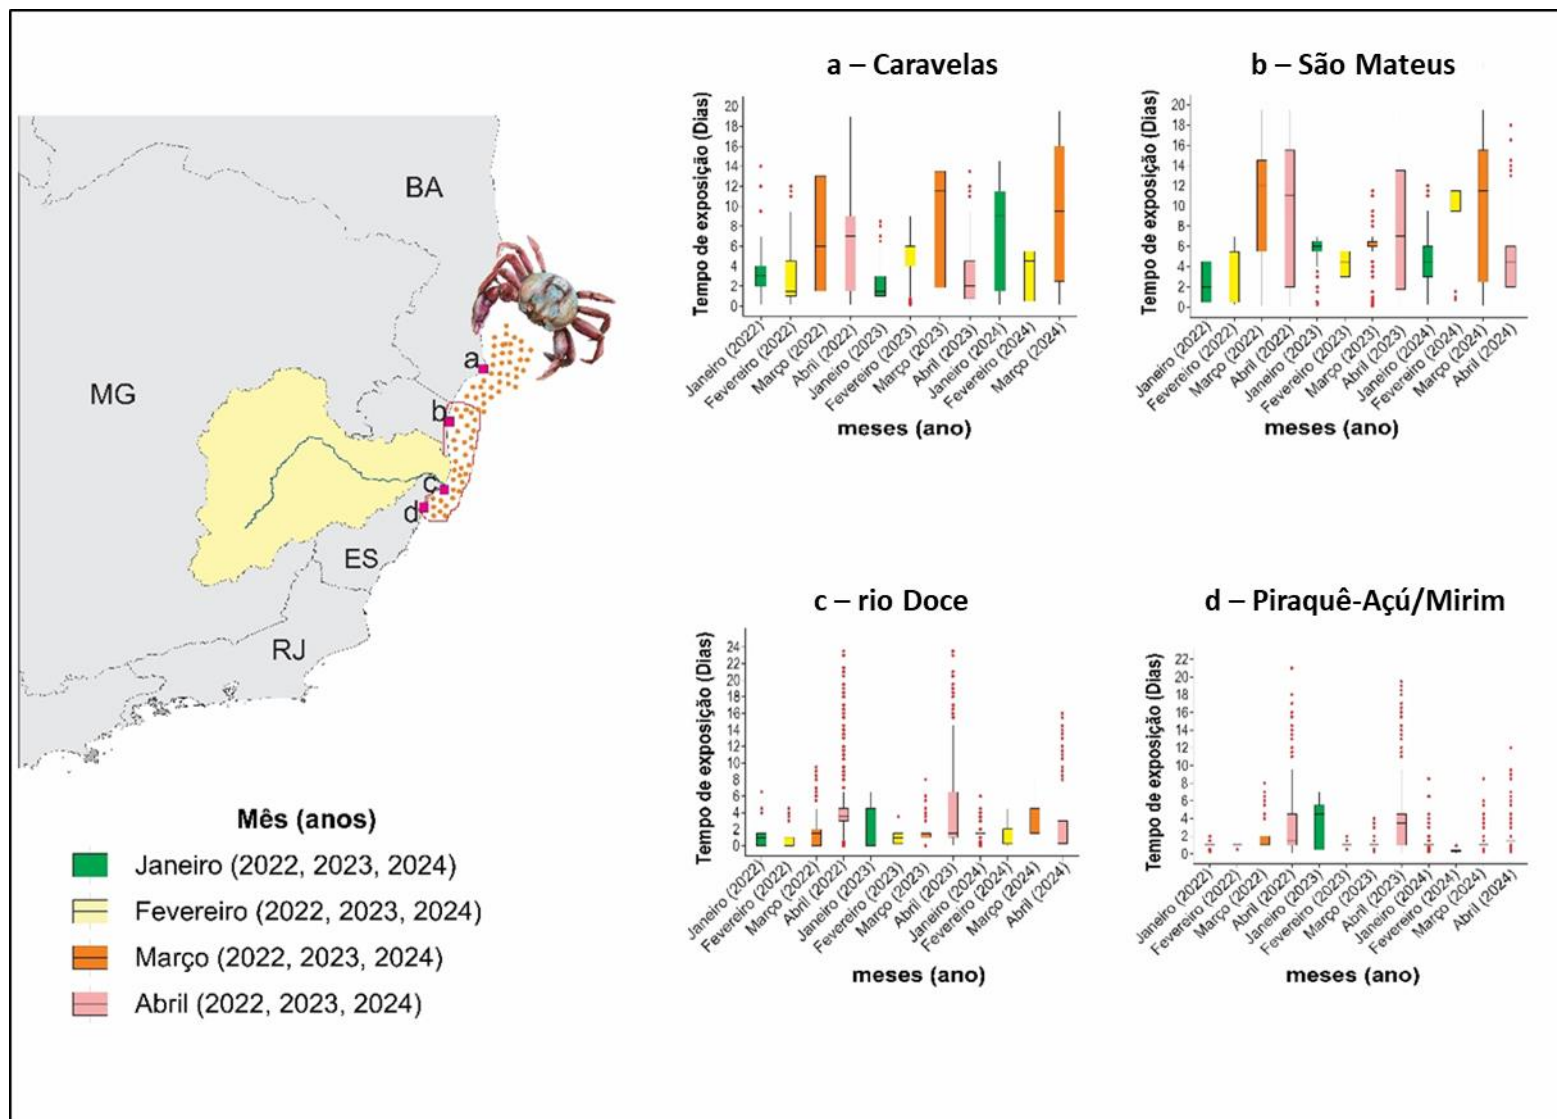 BA
MG
ES
RJ
a
b
c
d
Mês (anos)
Janeiro (2022, 2023, 2024)
Fevereiro (2022, 2023, 2024)
Março (2022, 2023, 2024)
Abril (2022, 2023, 2024)
a – Caravelas
Tempo de exposição (Dias)
20
18
16
14
12
10
8
6
4
2
0
Janeiro (2022)
Fevereiro (2022)
Março (2022)
Abril (2022)
Janeiro (2023)
Fevereiro (2023)
Março (2023)
Abril (2023)
Janeiro (2024)
Fevereiro (2024)
Março (2024)
meses (ano)
b – São Mateus
Tempo de exposição (Dias)
20
18
16
14
12
10
8
6
4
2
0
Janeiro (2022)
Fevereiro (2022)
Março (2022)
Abril (2022)
Janeiro (2023)
Fevereiro (2023)
Março (2023)
Abril (2023)
Janeiro (2024)
Fevereiro (2024)
Março (2024)
Abril (2024)
meses (ano)
c – rio Doce
Tempo de exposição (Dias)
24
22
20
18
16
14
12
10
8
6
4
2
0
Janeiro (2022)
Fevereiro (2022)
Março (2022)
Abril (2022)
Janeiro (2023)
Fevereiro (2023)
Março (2023)
Abril (2023)
Janeiro (2024)
Fevereiro (2024)
Março (2024)
Abril (2024)
meses (ano)
d – Piraquê-Açú/Mirim
Tempo de exposição (Dias)
22
20
18
16
14
12
10
8
6
4
2
0
Janeiro (2022)
Fevereiro (2022)
Março (2022)
Abril (2022)
Janeiro (2023)
Fevereiro (2023)
Março (2023)
Abril (2023)
Janeiro (2024)
Fevereiro (2024)
Março (2024)
Abril (2024)
meses (ano)